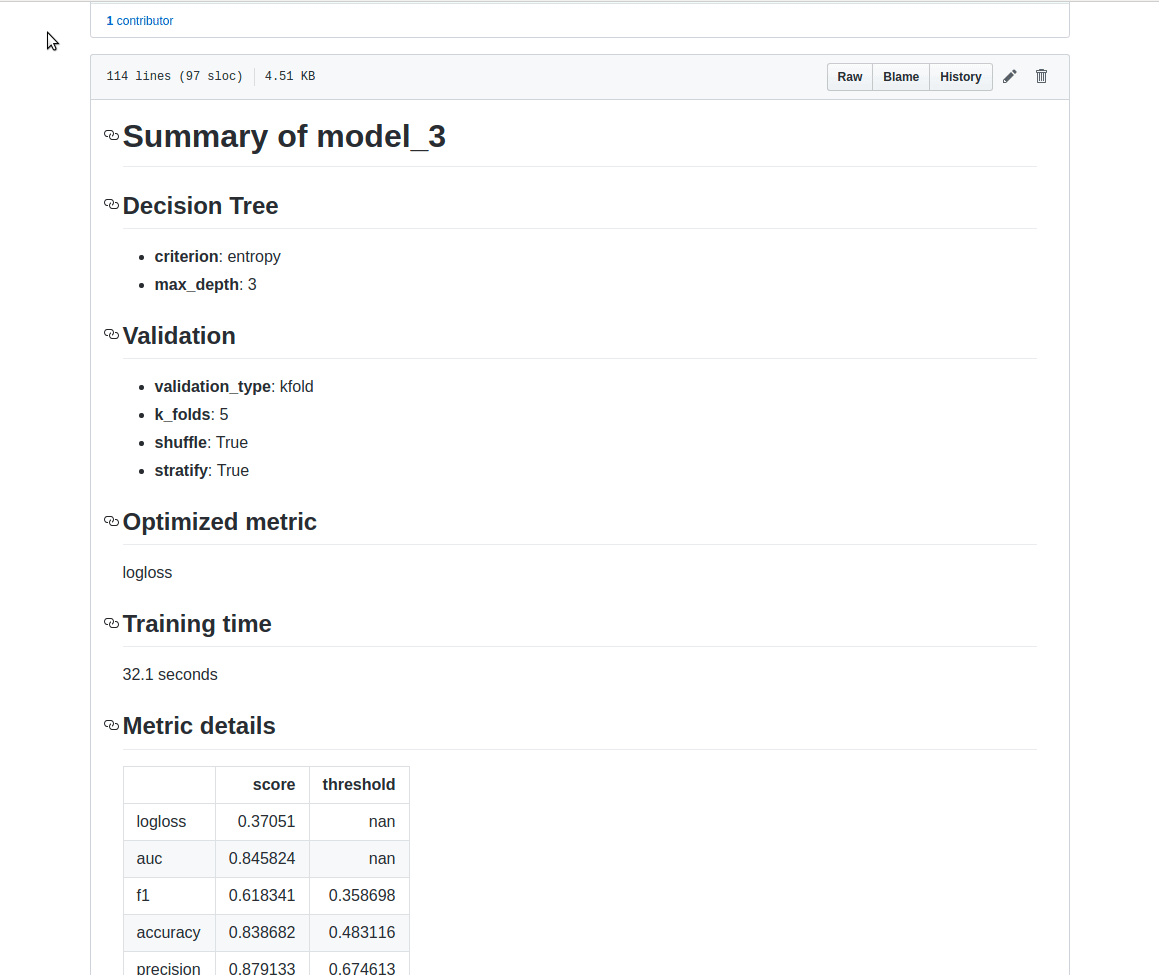 1 contributor
114 lines (97 sloc) 4.51 KB Raw Blame History
Summary of model_3
Decision Tree
criterion: entropy
max_depth: 3
Validation
validation_type: kfold
k_folds: 5
shuffle: True
stratify: True
Optimized metric
logloss
Training time
32.1 seconds
Metric details
score threshold
logloss 0.37051 nan
auc 0.845824 nan
f1 0.618341 0.358698
accuracy 0.838682 0.483116
precision 0.879133 0.674613